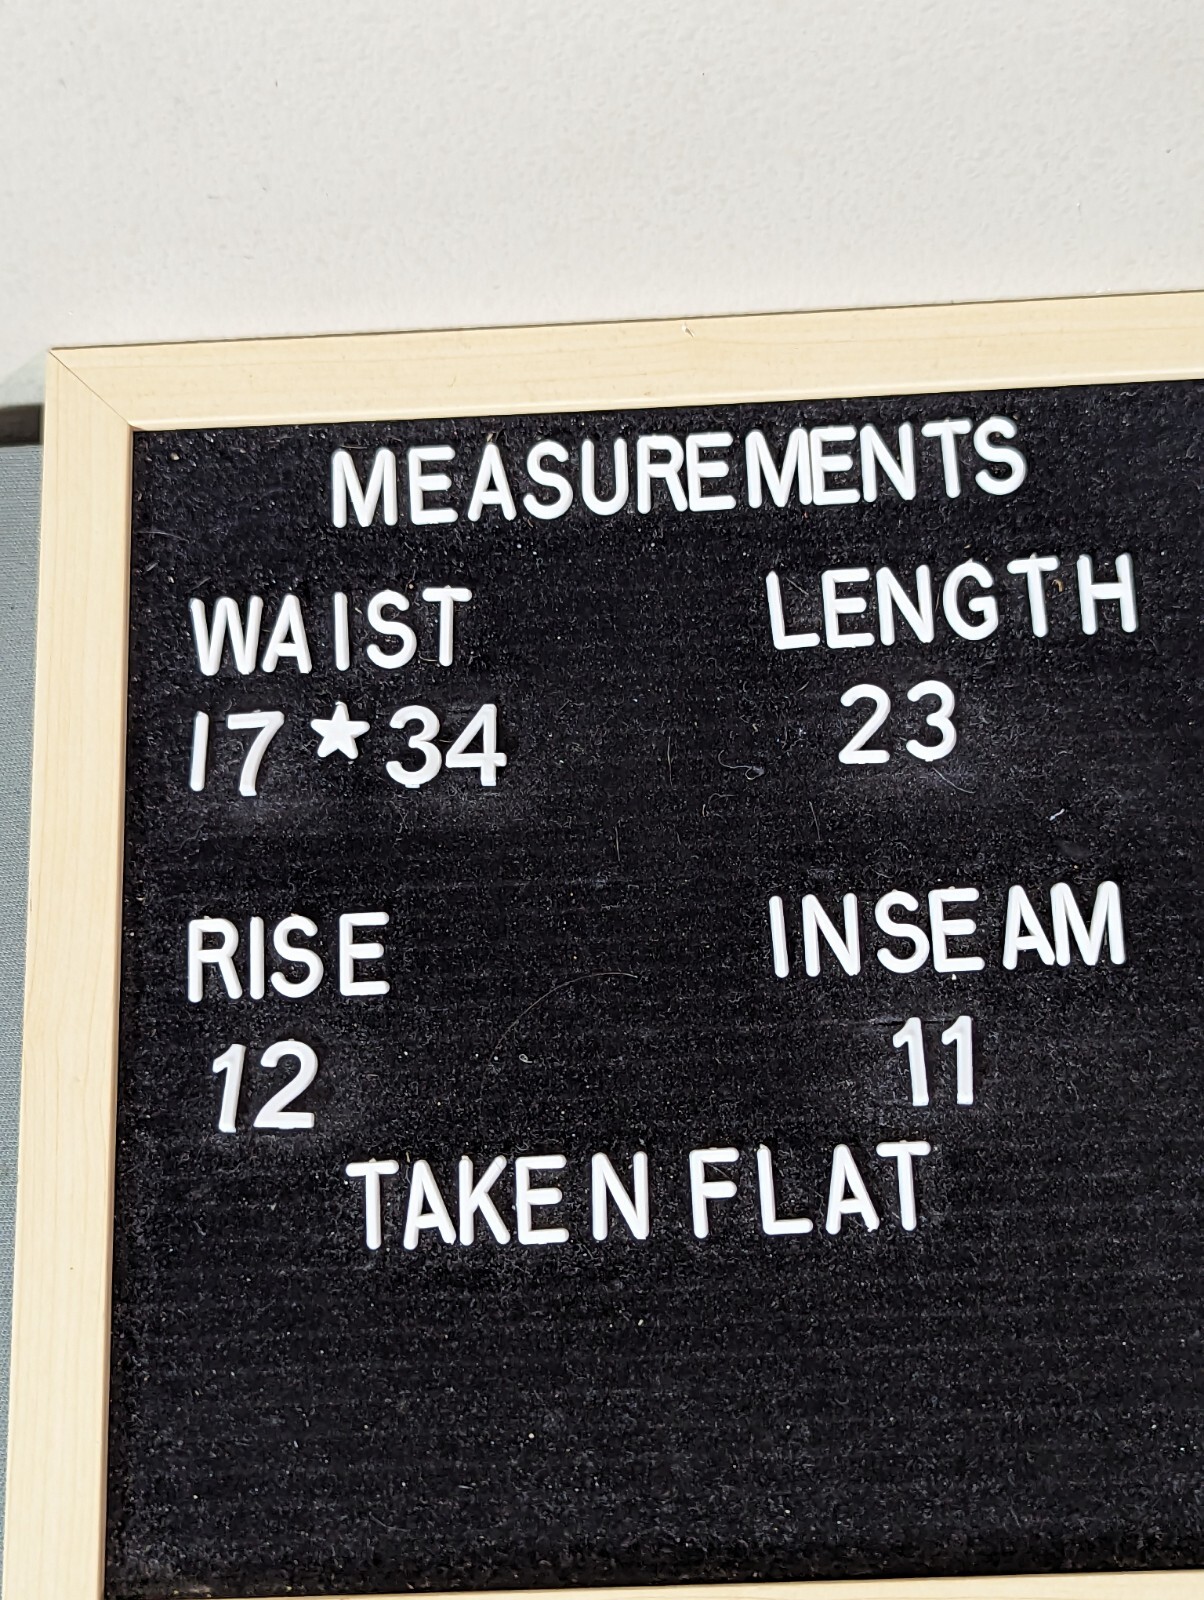 MEASUREMENTS
WAIST LENGTH
17★34 23
RISE INSEAM
12 11
TAKEN FLAT